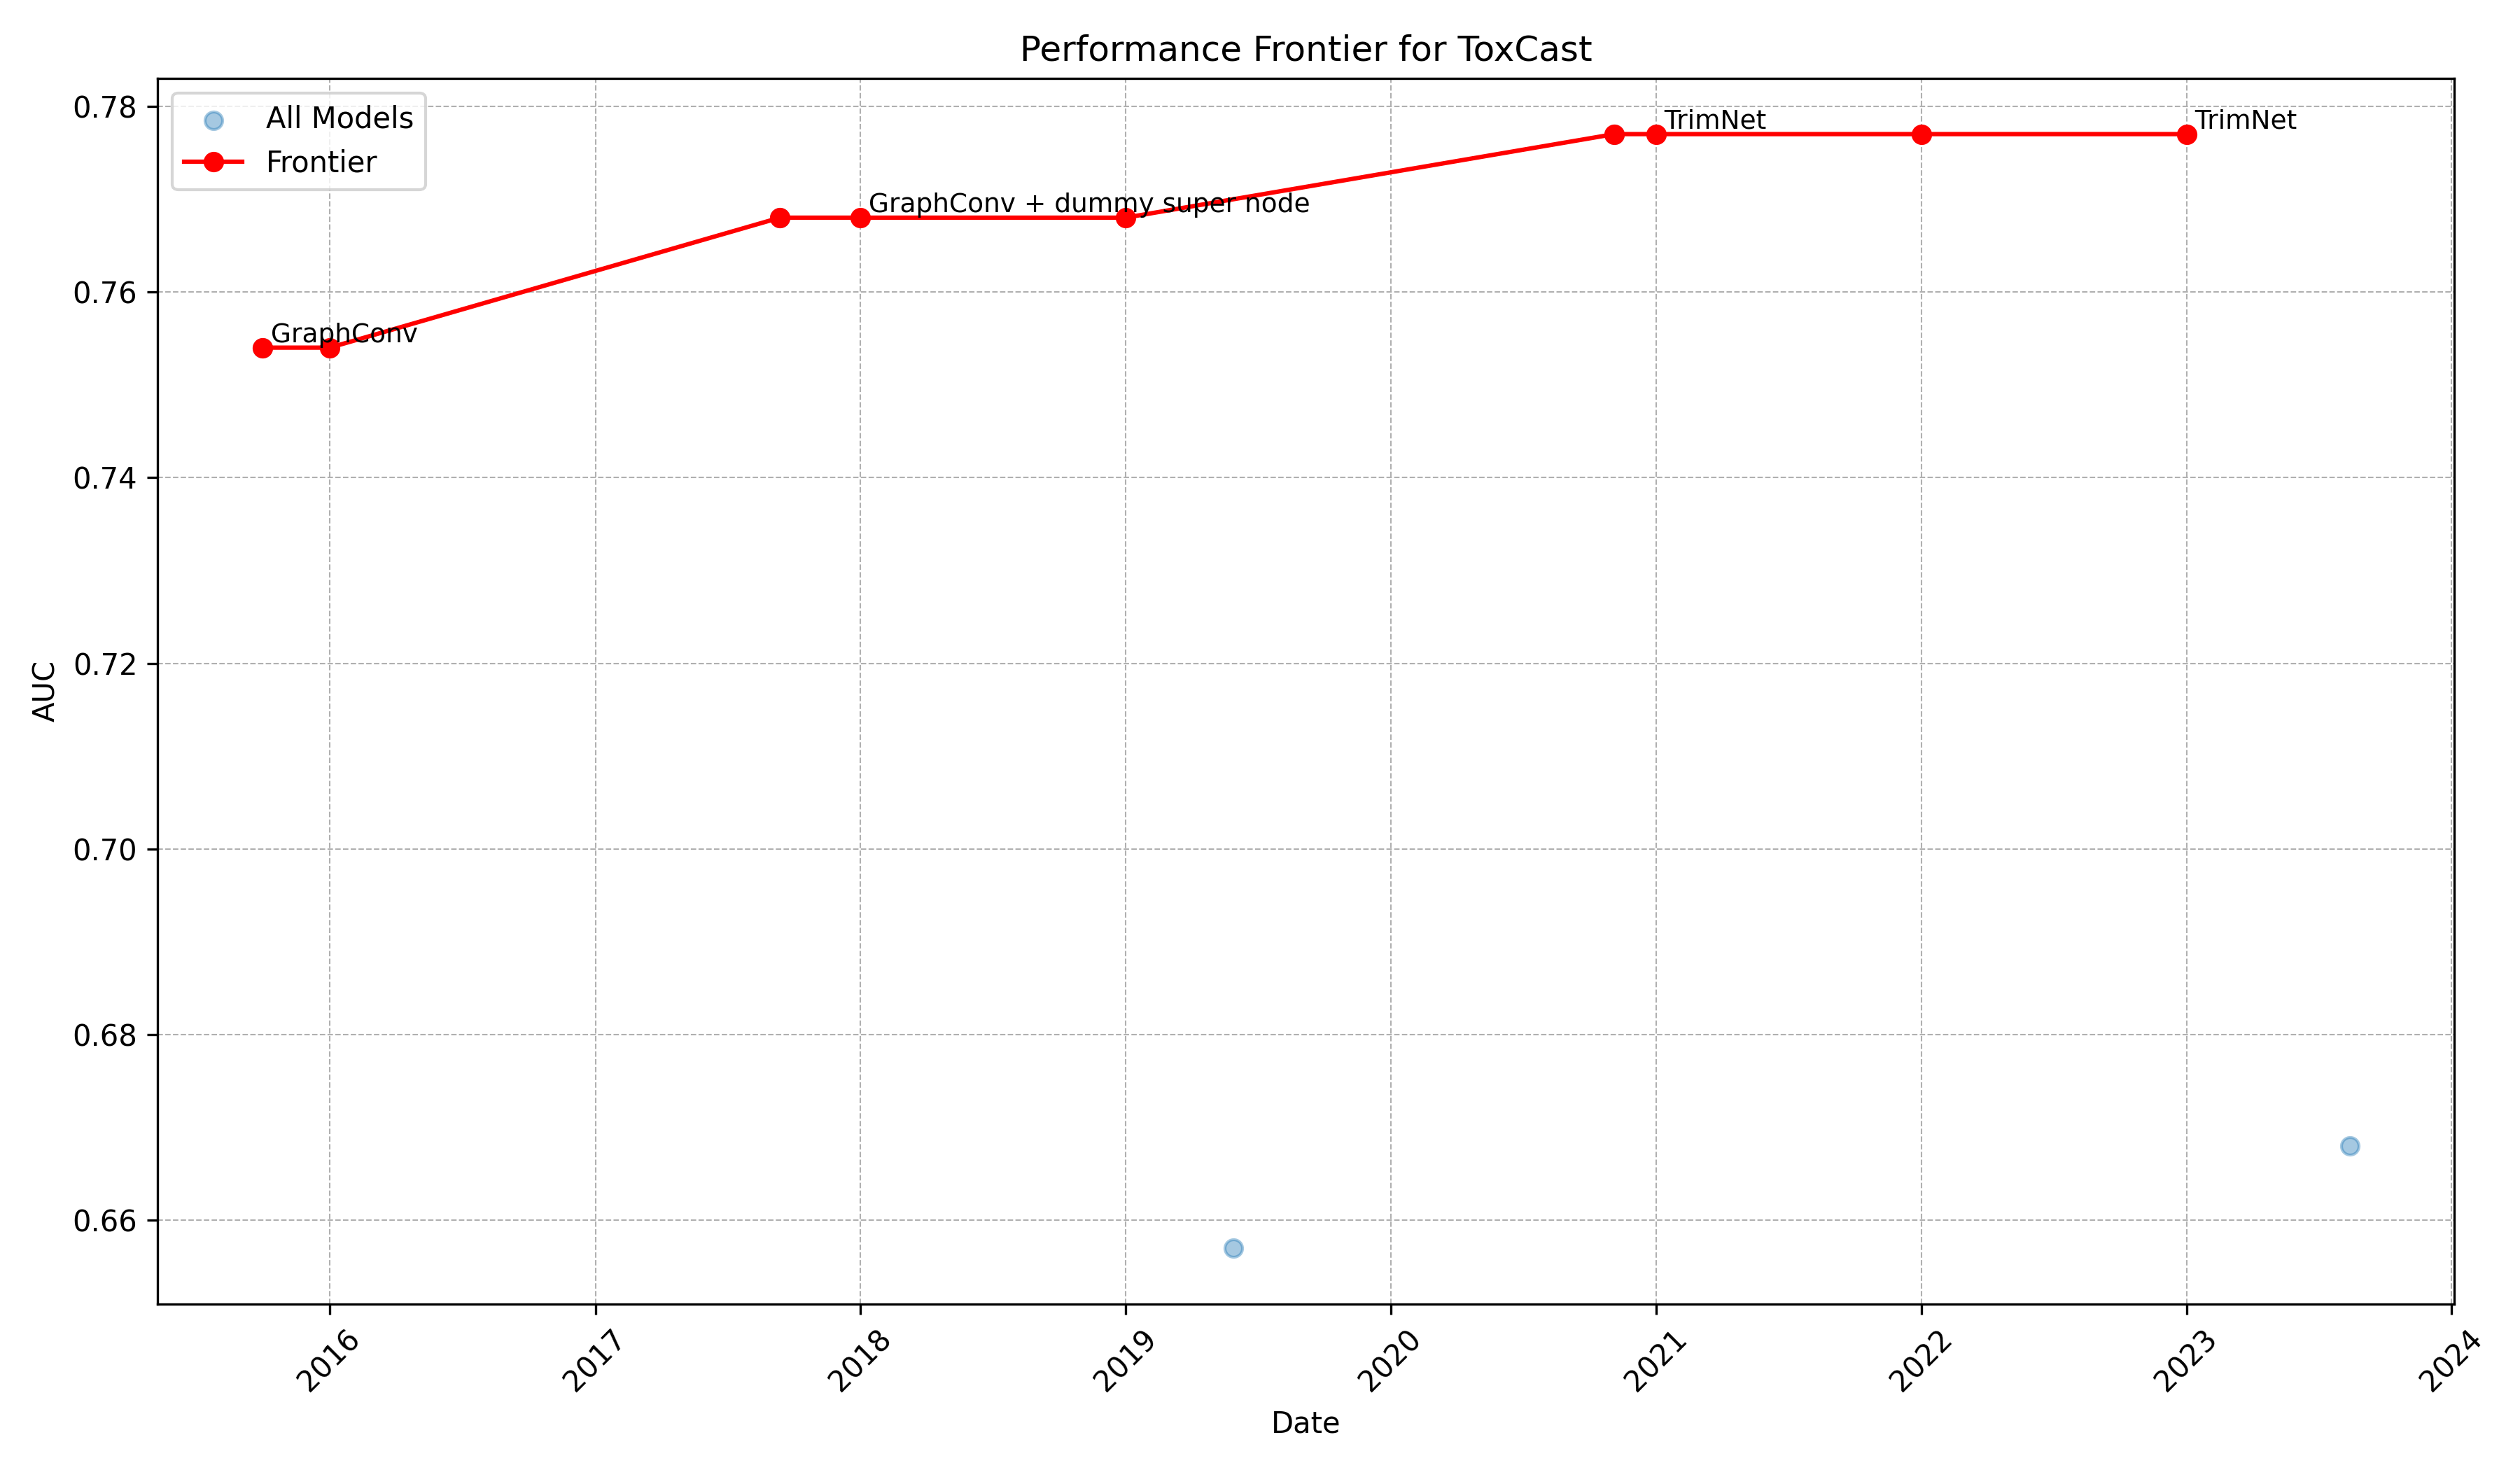 Performance Frontier for ToxCast
All Models
Frontier
0.78
0.76
0.74
0.72
0.70
0.68
0.66
AUC
GraphConv
GraphConv + dummy super node
TrimNet
TrimNet
2016
2017
2018
2019
2020
2021
2022
2023
2024
Date